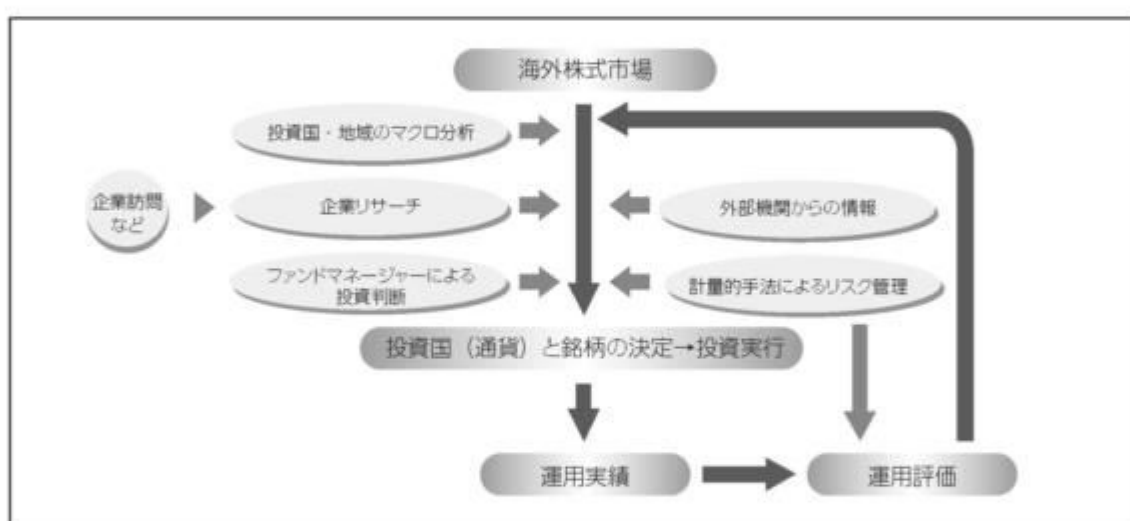 海外株式市場
投資国・地域のマクロ分析
企業訪問
など
企業リサーチ
外部機関からの情報
ファンドマネージャーによる
投資判断
計量的手法によるリスク管理
投資国（通貨）と銘柄の決定→投資実行
運用実績
運用評価